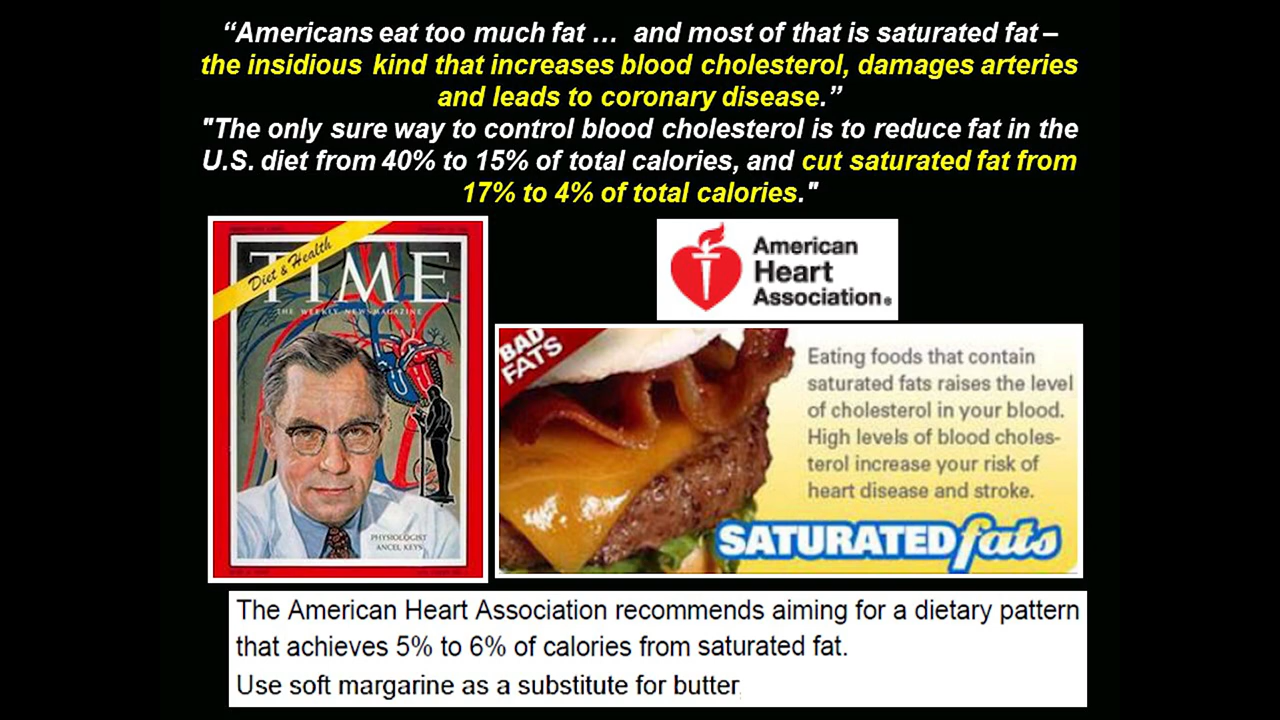 “Americans eat too much fat … and most of that is saturated fat –
the insidious kind that increases blood cholesterol, damages arteries
and leads to coronary disease.”
"The only sure way to control blood cholesterol is to reduce fat in the
U.S. diet from 40% to 15% of total calories, and cut saturated fat from
17% to 4% of total calories."
Diet & Health
TIME
THE WEEKLY NEWSMAGAZINE
PHYSIOLOGIST
ANCEL KEYS
American
Heart
Association®
BAD
FATS
Eating foods that contain
saturated fats raises the level
of cholesterol in your blood.
High levels of blood choles-
terol increase your risk of
heart disease and stroke.
SATURATED fats
The American Heart Association recommends aiming for a dietary pattern
that achieves 5% to 6% of calories from saturated fat.
Use soft margarine as a substitute for butter